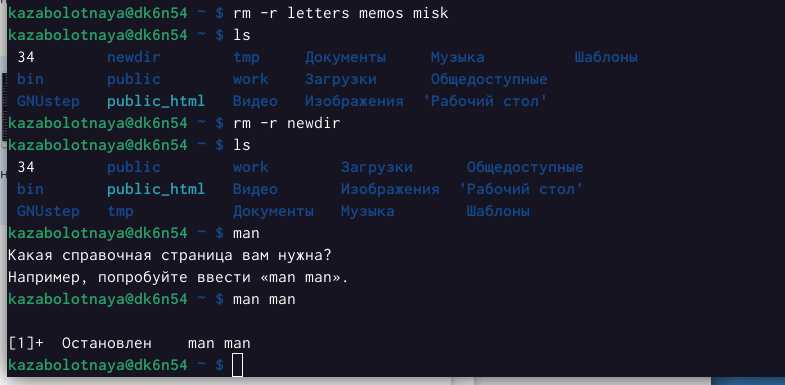 kazabolotnaya@dk6n54 ~ $ rm -r letters memos misk
kazabolotnaya@dk6n54 ~ $ ls
34 newdir tmp Документы Музыка Шаблоны
bin public work Загрузки Общедоступные
GNUstep public_html Видео Изображения 'Рабочий стол'
kazabolotnaya@dk6n54 ~ $ rm -r newdir
kazabolotnaya@dk6n54 ~ $ ls
34 public work Загрузки Общедоступные
bin public_html Видео Изображения 'Рабочий стол'
GNUstep tmp Документы Музыка Шаблоны
kazabolotnaya@dk6n54 ~ $ man
Какая справочная страница вам нужна?
Например, попробуйте ввести «man man».
kazabolotnaya@dk6n54 ~ $ man man
[1]+ Остановлен man man
kazabolotnaya@dk6n54 ~ $